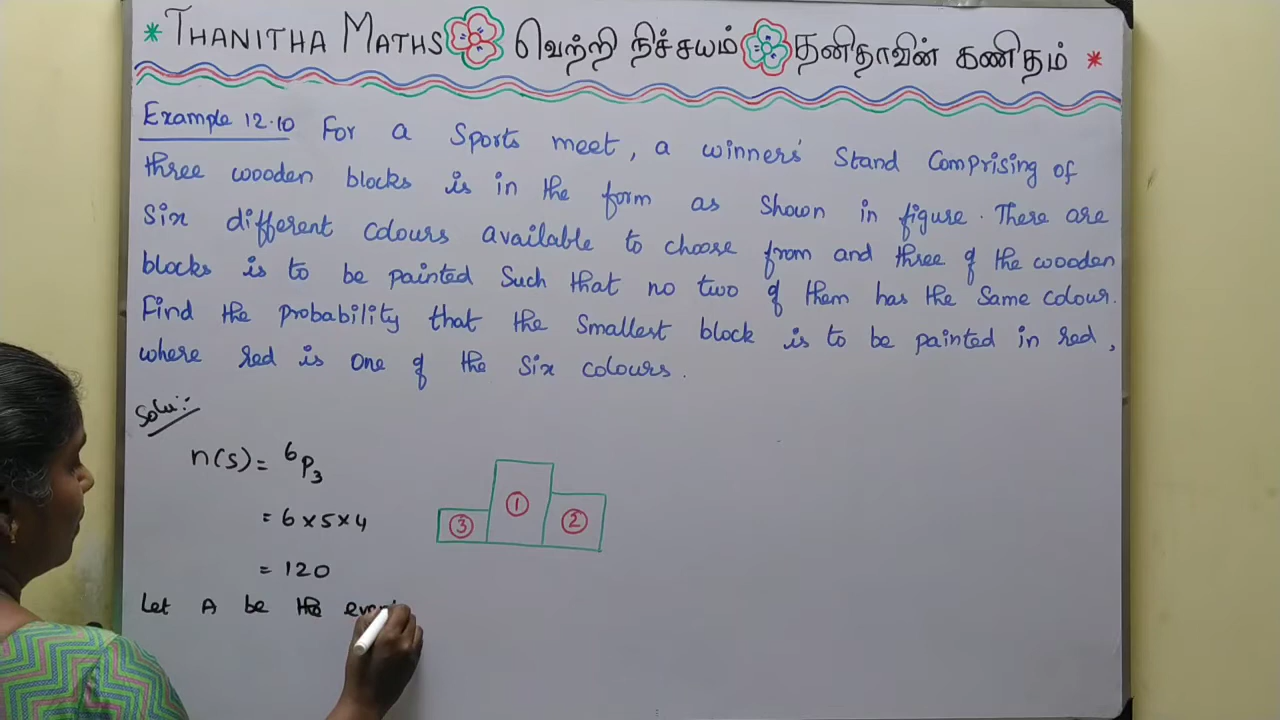 * THANITHA MATHS வெற்றி நிச்சயம் தனிதாவின் கணிதம் *
Example 12.10 For a Sports meet, a winners' Stand Comprising of
three wooden blocks is in the form as Shown in figure. There are
Six different colours available to choose from and three of the wooden
blocks is to be painted Such that no two of them has the Same colour.
Find the probability that the Smallest block is to be painted in red,
where red is one of the Six colours.
Solu:-
n(S) = 6P3
= 6 x 5 x 4
= 120
Let A be the event
3 1 2